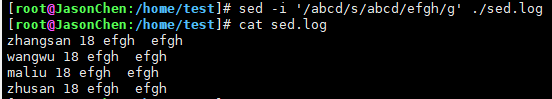 [root@JasonChen:/home/test]# sed -i '/abcd/s/abcd/efgh/g' ./sed.log
[root@JasonChen:/home/test]# cat sed.log
zhangsan 18 efgh  efgh
wangwu 18 efgh  efgh
maliu 18 efgh  efgh
zhusan 18 efgh  efgh